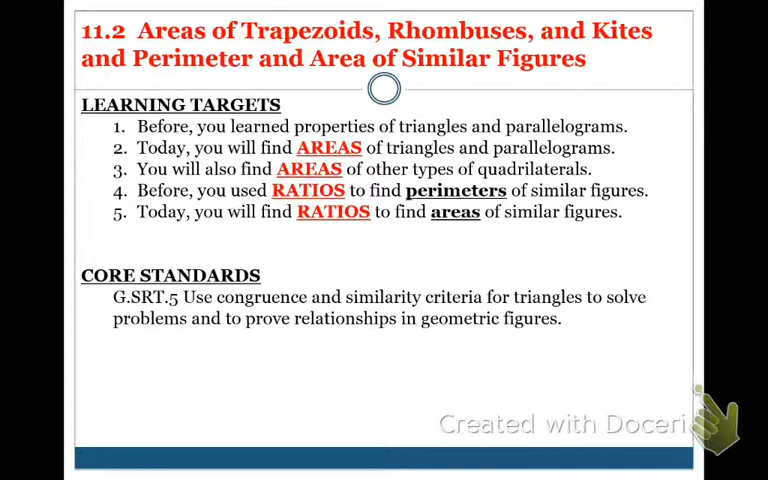 11.2 Areas of Trapezoids, Rhombuses, and Kites
and Perimeter and Area of Similar Figures
LEARNING TARGETS
1. Before, you learned properties of triangles and parallelograms.
2. Today, you will find AREAS of triangles and parallelograms.
3. You will also find AREAS of other types of quadrilaterals.
4. Before, you used RATIOS to find perimeters of similar figures.
5. Today, you will find RATIOS to find areas of similar figures.
CORE STANDARDS
G.SRT.5 Use congruence and similarity criteria for triangles to solve
problems and to prove relationships in geometric figures.
Created with Doceri